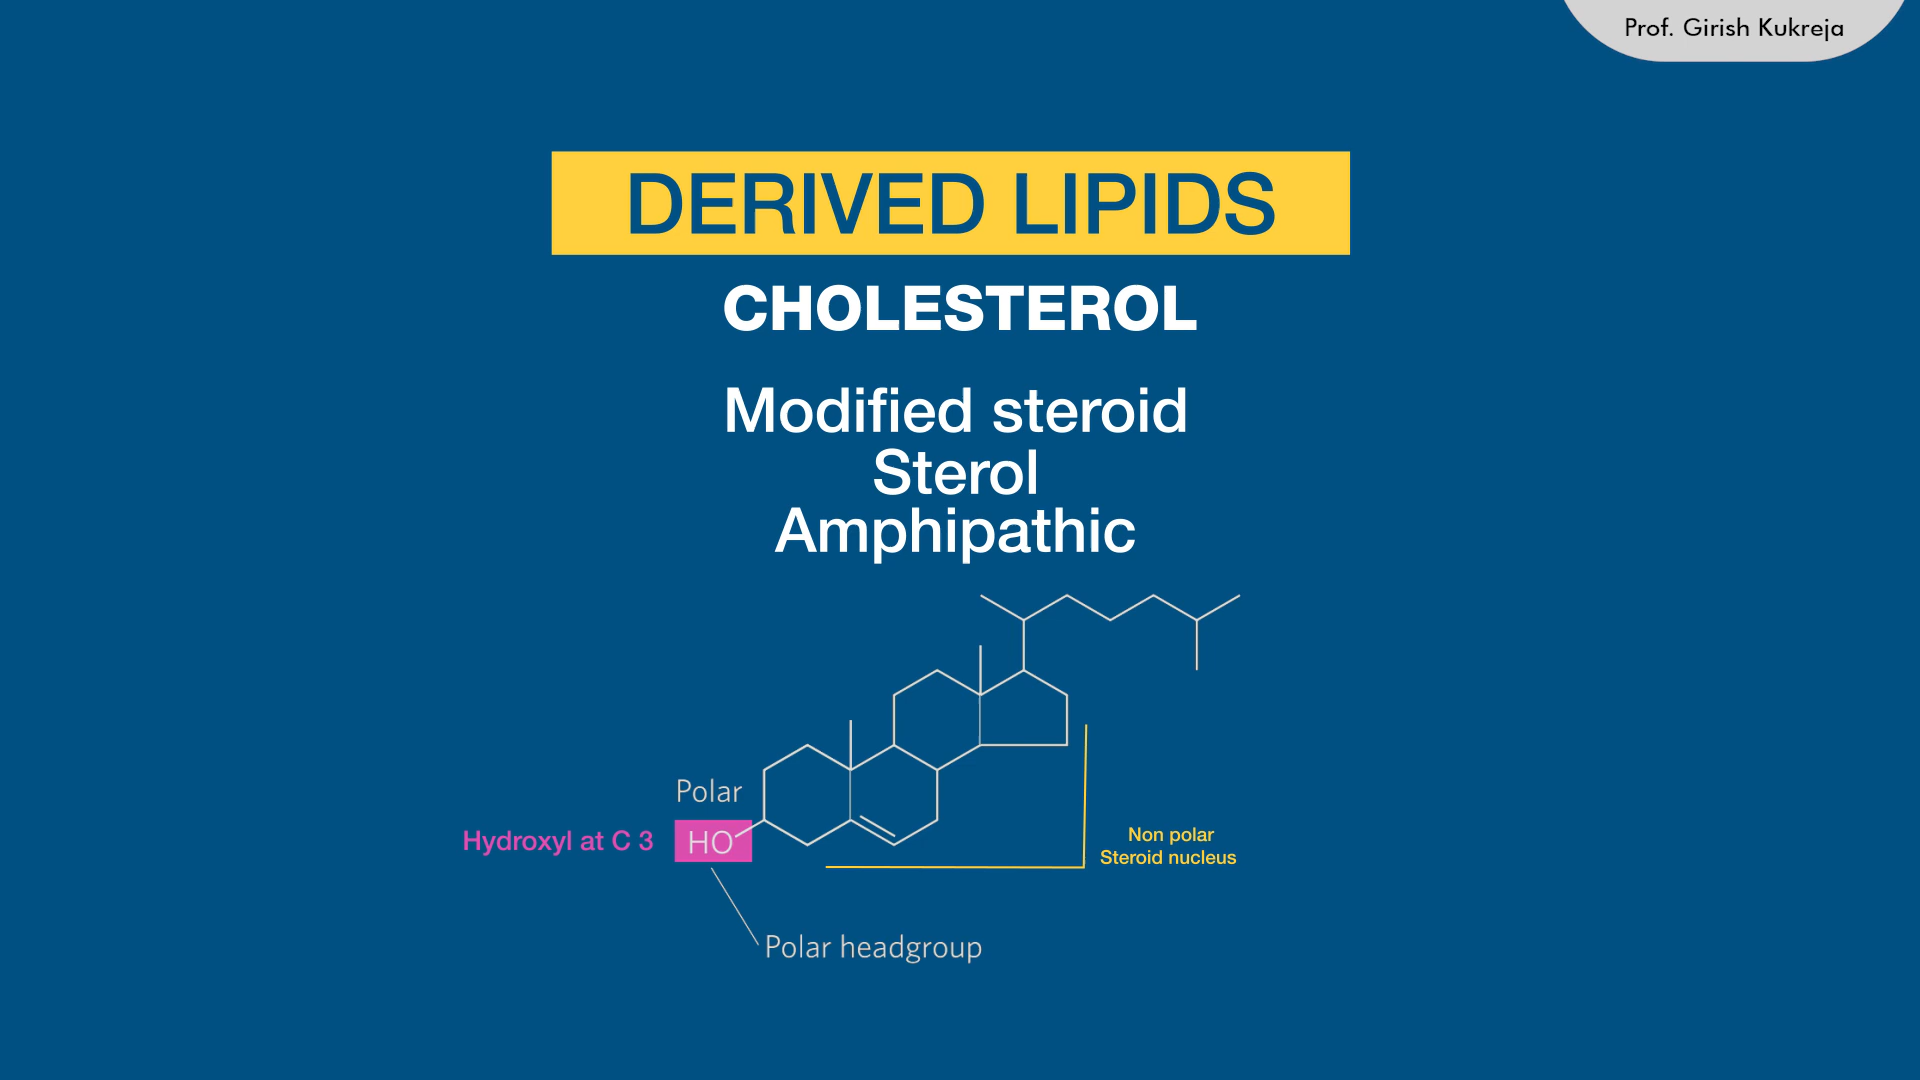 Prof. Girish Kukreja
DERIVED LIPIDS
CHOLESTEROL
Modified steroid
Sterol
Amphipathic
Polar
Hydroxyl at C 3
HO
Non polar
Steroid nucleus
Polar headgroup